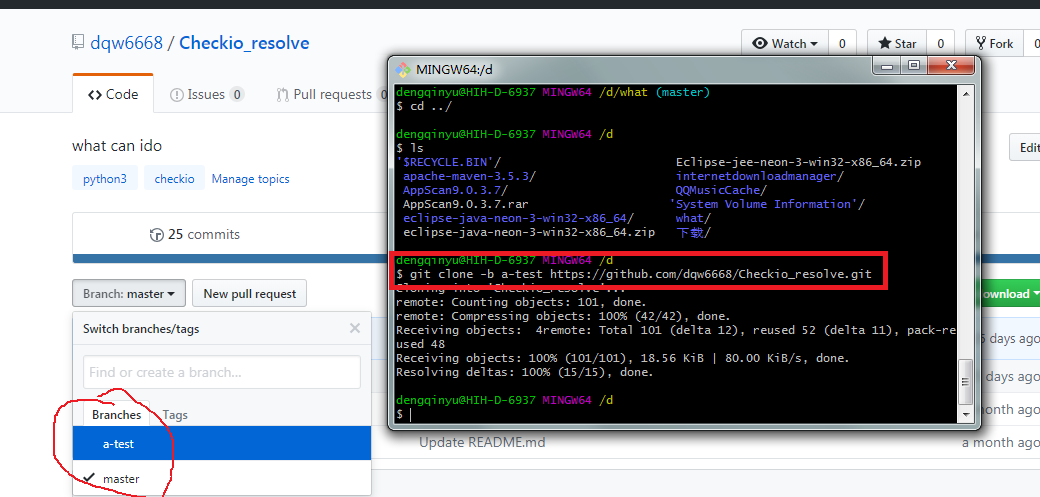 dqw6668 / Checkio_resolve
Watch 0 Star 0 Fork 0
Code Issues 0 Pull requests 0
what can ido
Edit
python3 checkio Manage topics
25 commits
Branch: master New pull request
ownload
Switch branches/tags
Find or create a branch...
Branches Tags
a-test
master
days ago
days ago
month ago
Update README.md a month ago
MINGW64:/d
dengqinyu@HIH-D-6937 MINGW64 /d/what (master)
$ cd ../
dengqinyu@HIH-D-6937 MINGW64 /d
$ ls
'$RECYCLE.BIN'/ Eclipse-jee-neon-3-win32-x86_64.zip
apache-maven-3.5.3/ internetdownloadmanager/
AppScan9.0.3.7/ QQMusicCache/
AppScan9.0.3.7.rar 'System Volume Information'/
eclipse-java-neon-3-win32-x86_64/ what/
eclipse-java-neon-3-win32-x86_64.zip 下载/
dengqinyu@HIH-D-6937 MINGW64 /d
$ git clone -b a-test https://github.com/dqw6668/Checkio_resolve.git
Cloning into 'Checkio_resolve'...
remote: Counting objects: 101, done.
remote: Compressing objects: 100% (42/42), done.
Receiving objects: 4remote: Total 101 (delta 12), reused 52 (delta 11), pack-re
used 48
Receiving objects: 100% (101/101), 18.56 KiB | 80.00 KiB/s, done.
Resolving deltas: 100% (15/15), done.
dengqinyu@HIH-D-6937 MINGW64 /d
$